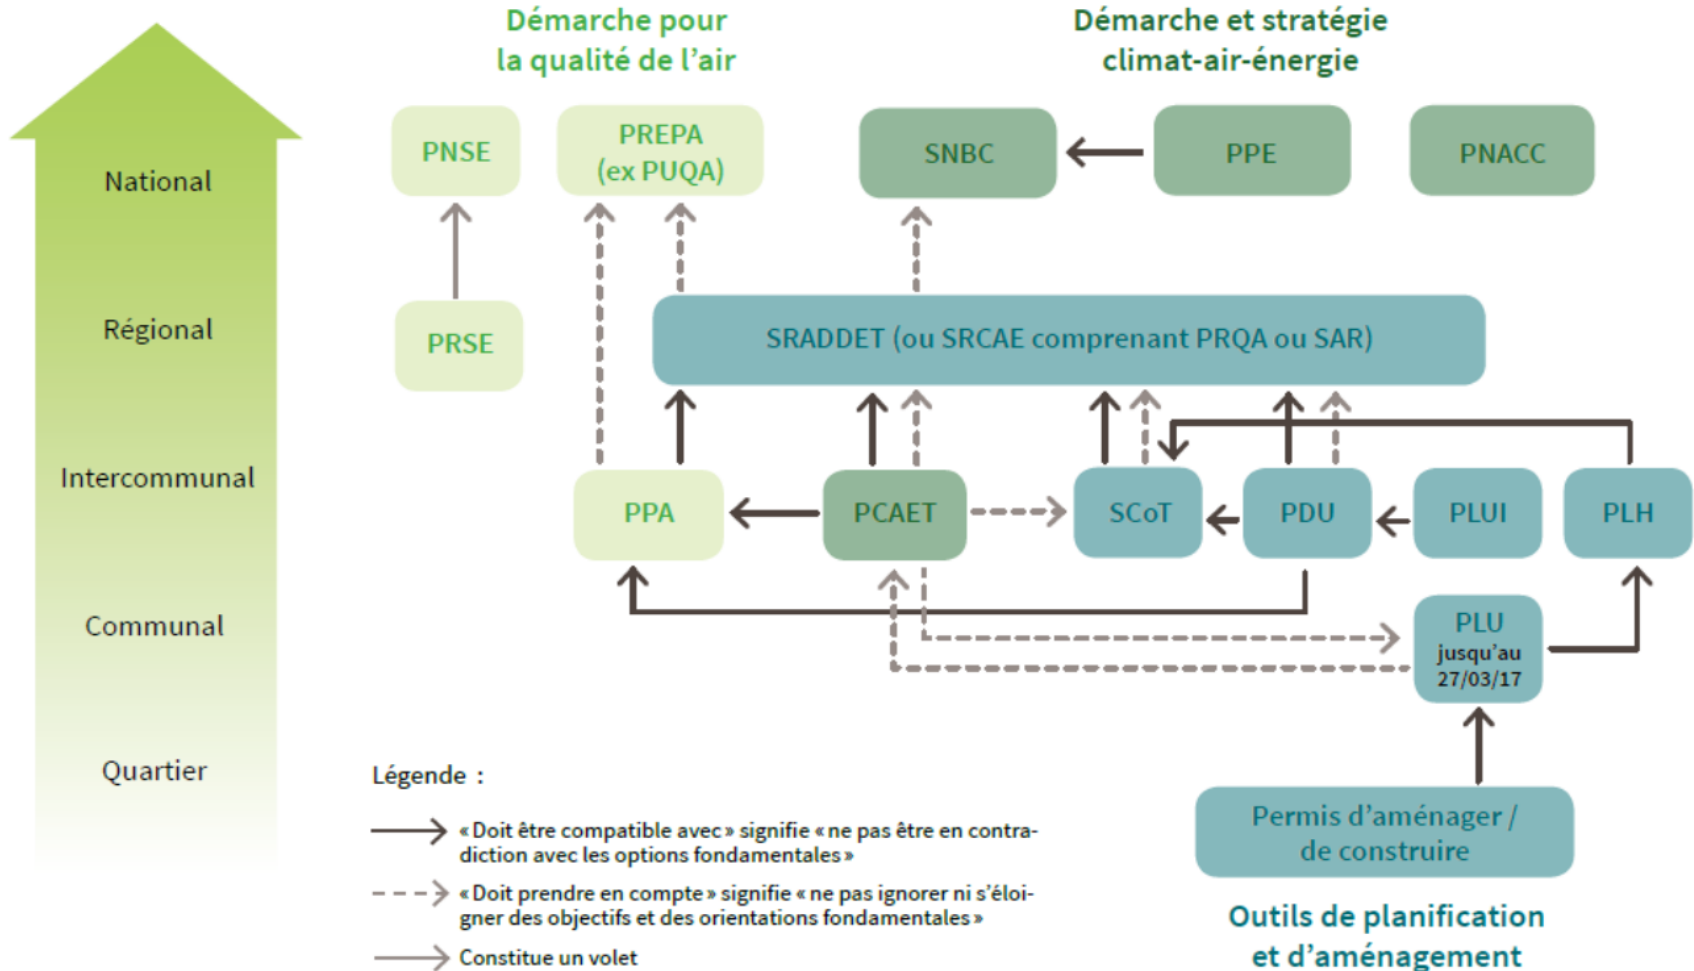 Démarche pour
la qualité de l’air
Démarche et stratégie
climat-air-énergie
National
PNSE
PREPA
(ex PUQA)
SNBC
PPE
PNACC
Régional
PRSE
SRADDET (ou SRCAE comprenant PRQA ou SAR)
Intercommunal
PPA
PCAET
SCoT
PDU
PLUI
PLH
Communal
PLU
jusqu’au
27/03/17
Quartier
Permis d’aménager /
de construire
Outils de planification
et d’aménagement
Légende :
« Doit être compatible avec » signifie « ne pas être en contra-
diction avec les options fondamentales »
« Doit prendre en compte » signifie « ne pas ignorer ni s’éloi-
gner des objectifs et des orientations fondamentales »
Constitue un volet